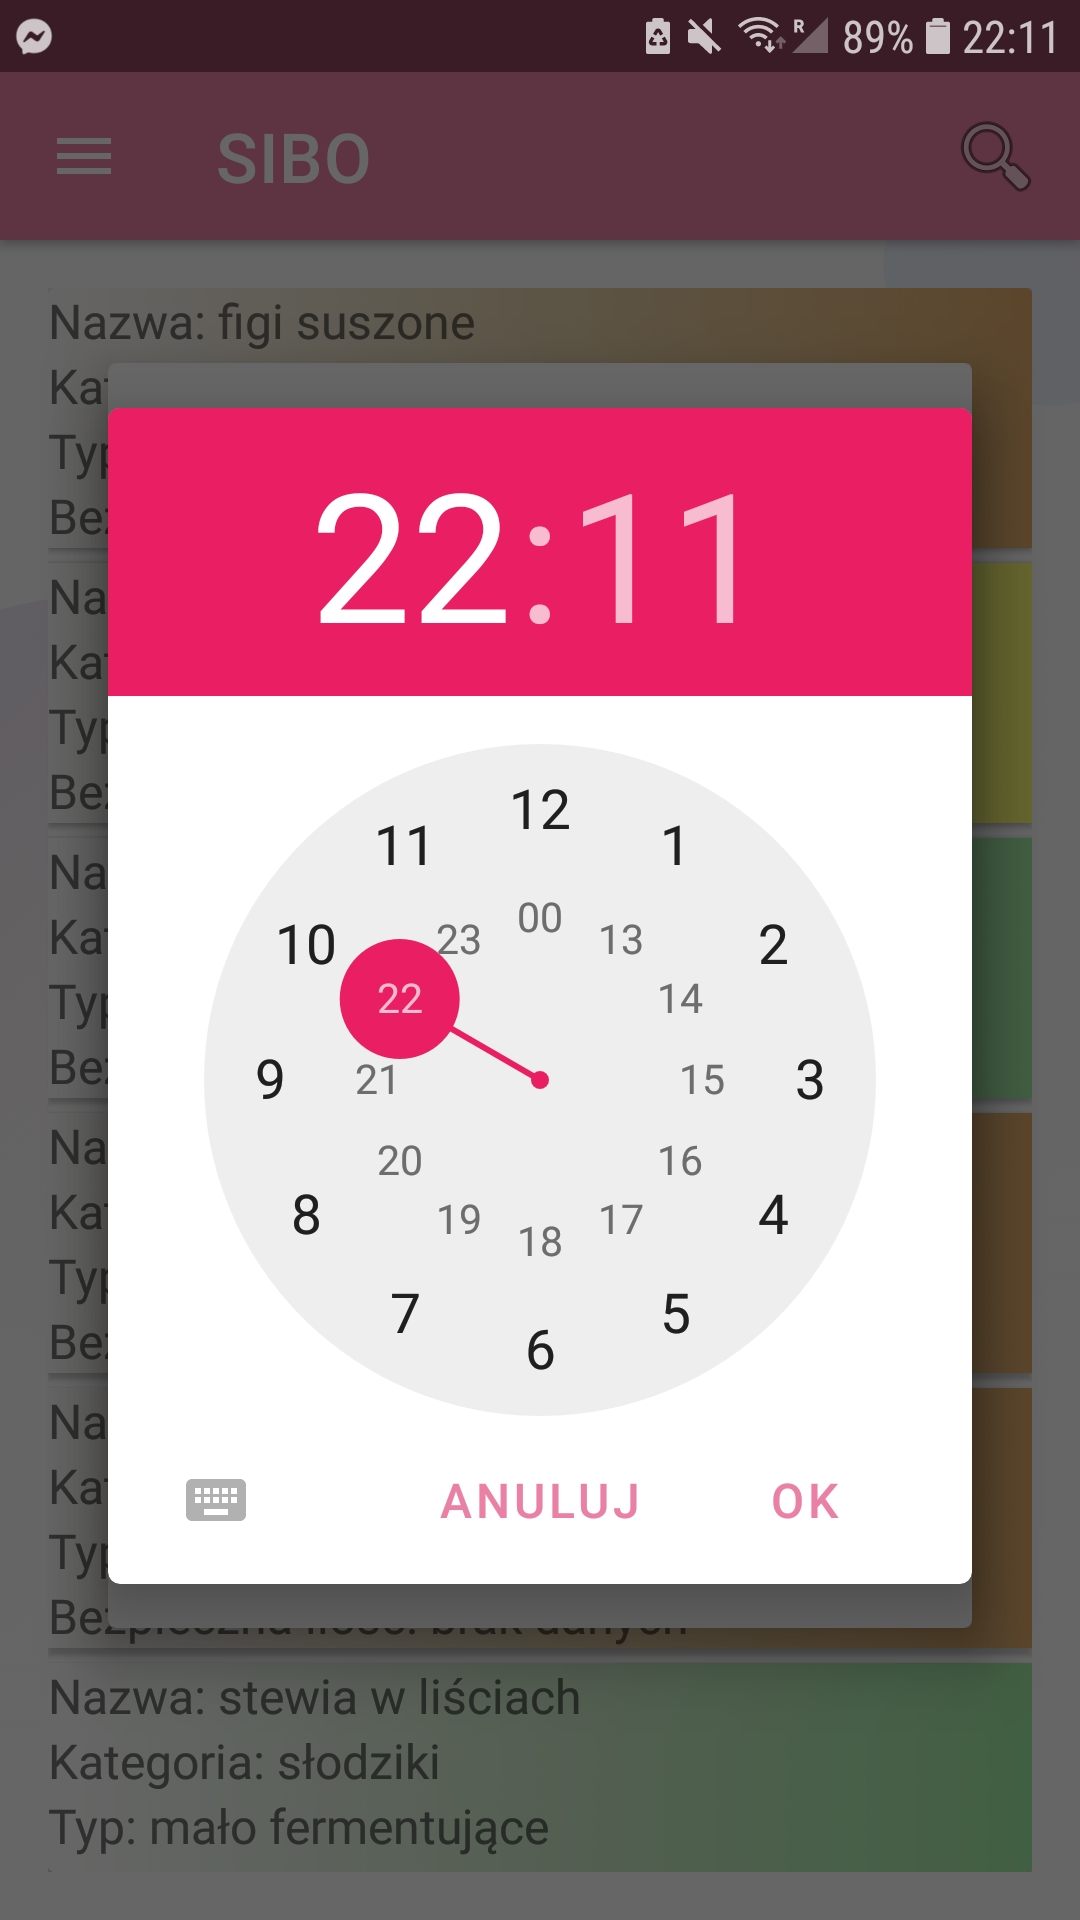 R 89% 22:11
SIBO
Nazwa: figi suszone
22:11
12
11 1
00
10 23 13 2
22 14
9 21 15 3
20 16
8 19 17 4
18
7 5
6
ANULUJ OK
Nazwa: stewia w liściach
Kategoria: słodziki
Typ: mało fermentujące